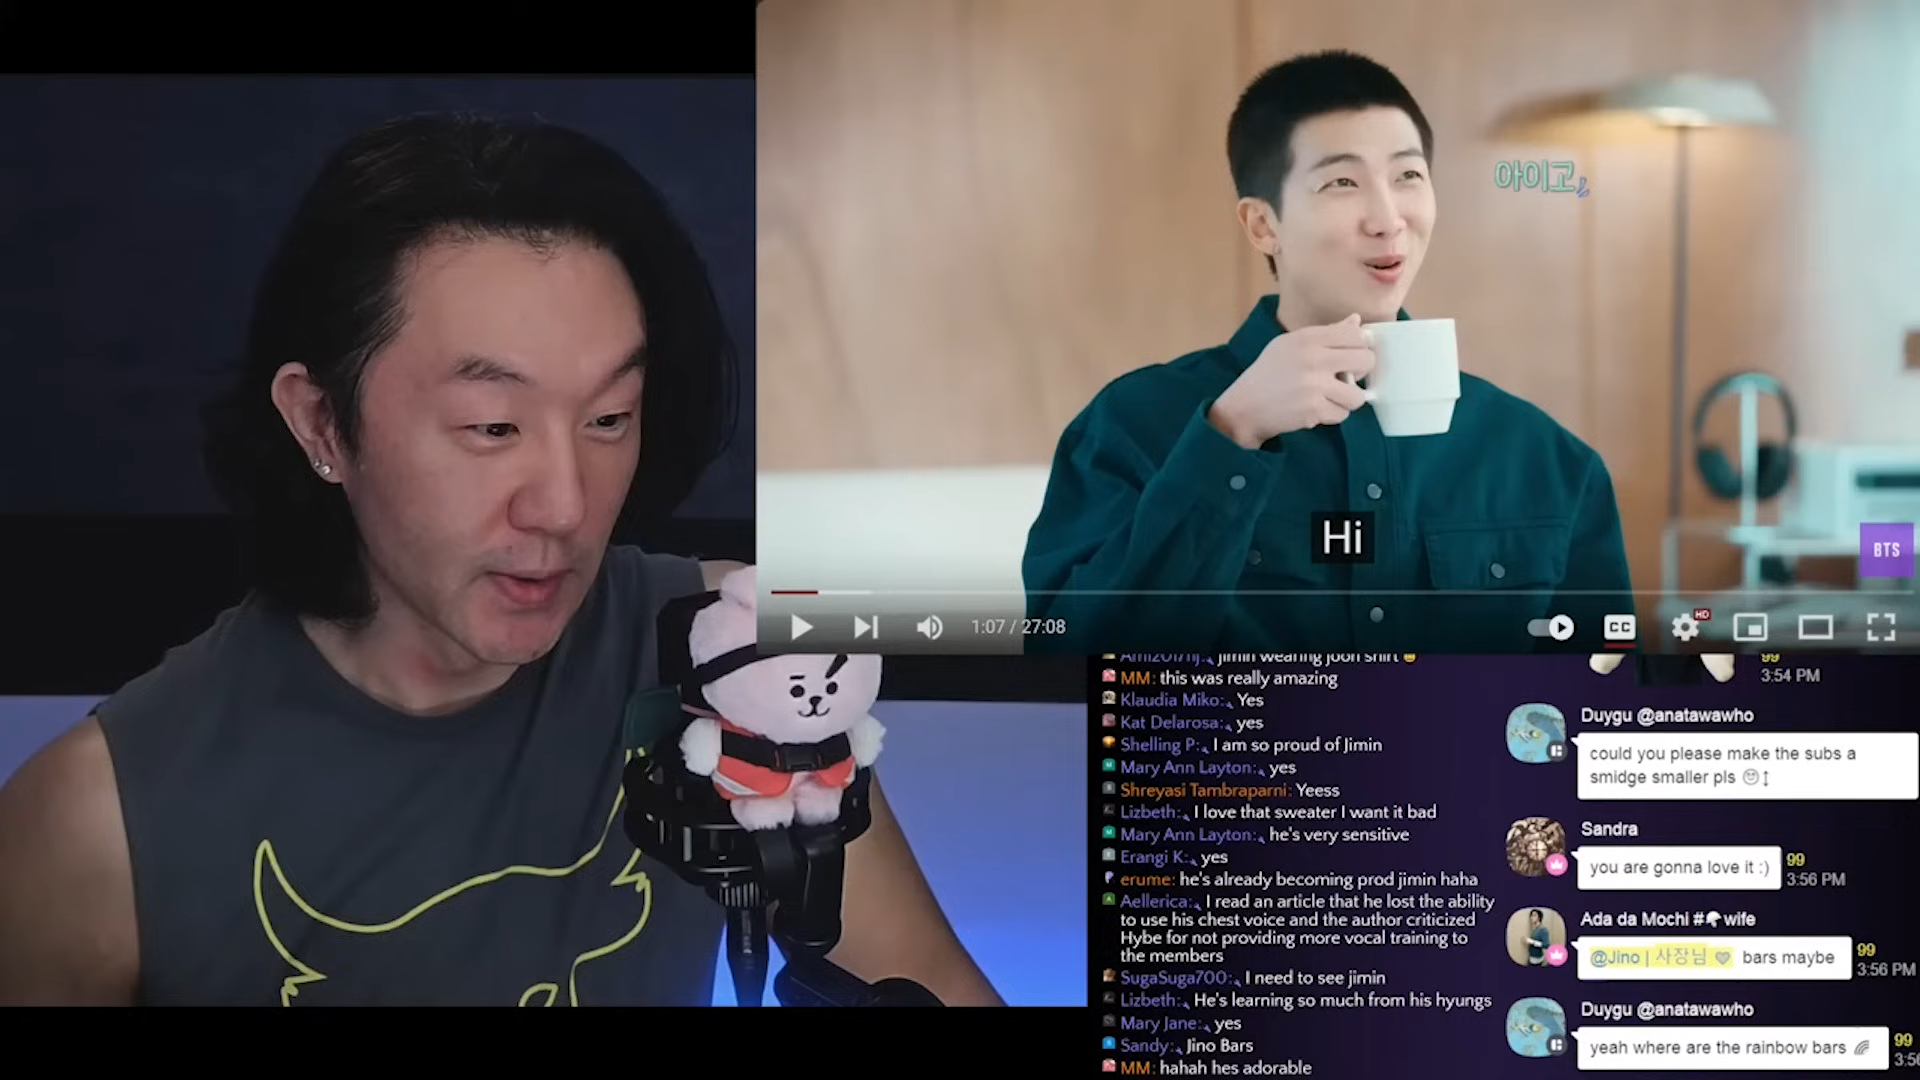 아이고
Hi
BTS
1:07 / 27:08
CC
HD
Ami2017nj: jimin wearing joon shirt
MM: this was really amazing
Klaudia Miko: Yes
Kat Delarosa: yes
Shelling P: I am so proud of Jimin
Mary Ann Layton: yes
Shreyasi Tambraparni: Yeess
Lizbeth: I love that sweater I want it bad
Mary Ann Layton: he's very sensitive
Erangi K: yes
erume: he's already becoming prod jimin haha
Aellerica: I read an article that he lost the ability
to use his chest voice and the author criticized
Hybe for not providing more vocal training to
the members
SugaSuga700: I need to see jimin
Lizbeth: He's learning so much from his hyungs
Mary Jane: yes
Sandy: Jino Bars
MM: hahah hes adorable
99
3:54 PM
Duygu @anatawawho
could you please make the subs a
smidge smaller pls
Sandra
you are gonna love it :)
99
3:56 PM
Ada da Mochi # wife
@Jino | 사장님 bars maybe
99
3:56 PM
Duygu @anatawawho
yeah where are the rainbow bars
99